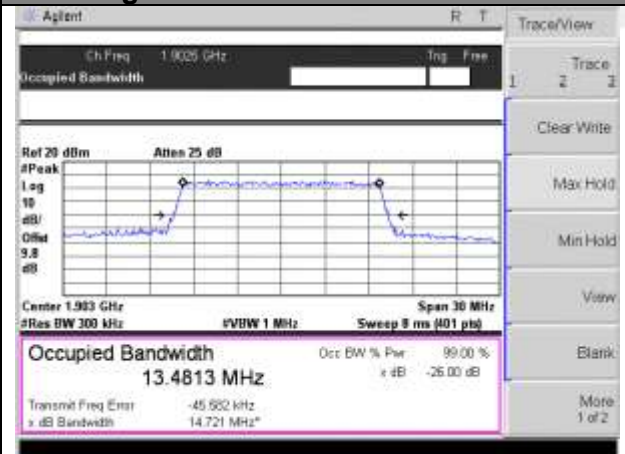 Agilent R T
Trace/View
Ch Freq 1.9025 GHz Trig Free
Occupied Bandwidth
Trace
1 2 3
Clear Write
Ref 20 dBm Atten 25 dB
#Peak
Log
10
dB/
Offst
9.8
dB
Max Hold
Min Hold
Center 1.903 GHz Span 30 MHz
#Res BW 300 kHz #VBW 1 MHz Sweep 8 ms (401 pts)
View
Occupied Bandwidth Occ BW % Pwr 99.00 %
13.4813 MHz x dB -26.00 dB
Blank
Transmit Freq Error -45.582 kHz
x dB Bandwidth 14.721 MHz*
More
1 of 2